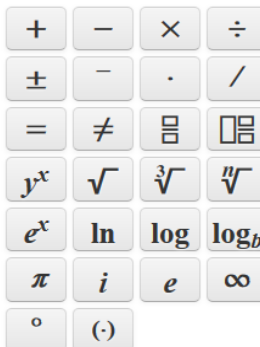 + − × ÷
± − · /
= ≠ ▯/▯ ▯▯/▯
yˣ √ ∛ ⁿ√
eˣ ln log log_b
π i e ∞
° (·)